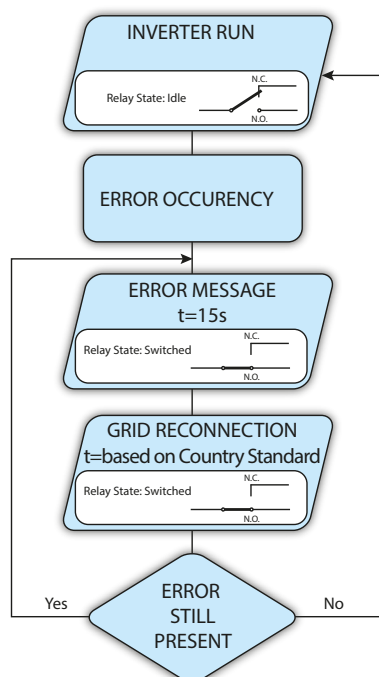 INVERTER RUN
N.C.
Relay State: Idle
N.O.
ERROR OCCURENCY
ERROR MESSAGE
t=15s
N.C.
Relay State: Switched
N.O.
GRID RECONNECTION
t=based on Country Standard
N.C.
Relay State: Switched
N.O.
Yes
ERROR
STILL
PRESENT
No